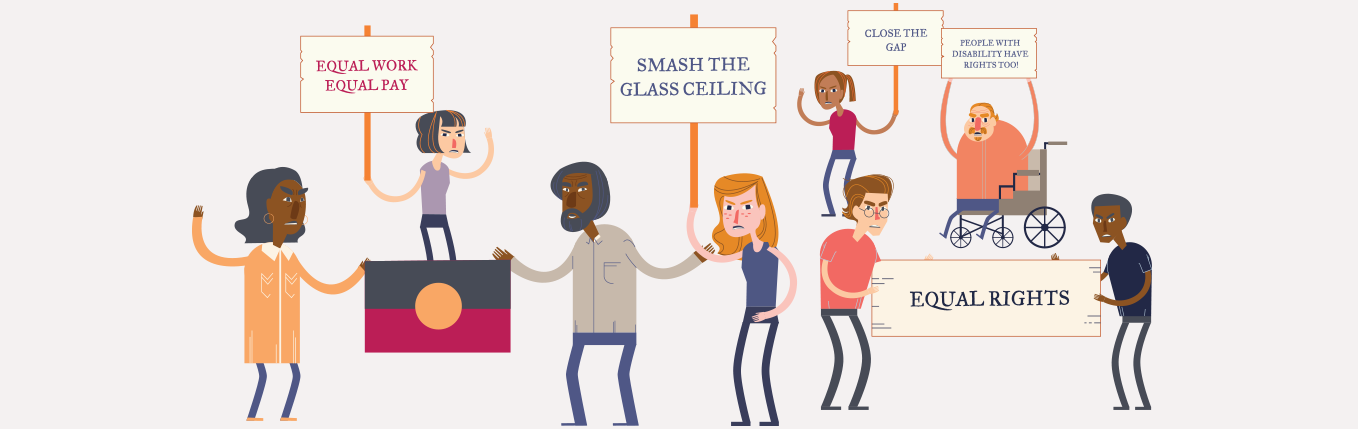 EQUAL WORK
EQUAL PAY
SMASH THE
GLASS CEILING
CLOSE THE
GAP
PEOPLE WITH
DISABILITY HAVE
RIGHTS TOO!
EQUAL RIGHTS